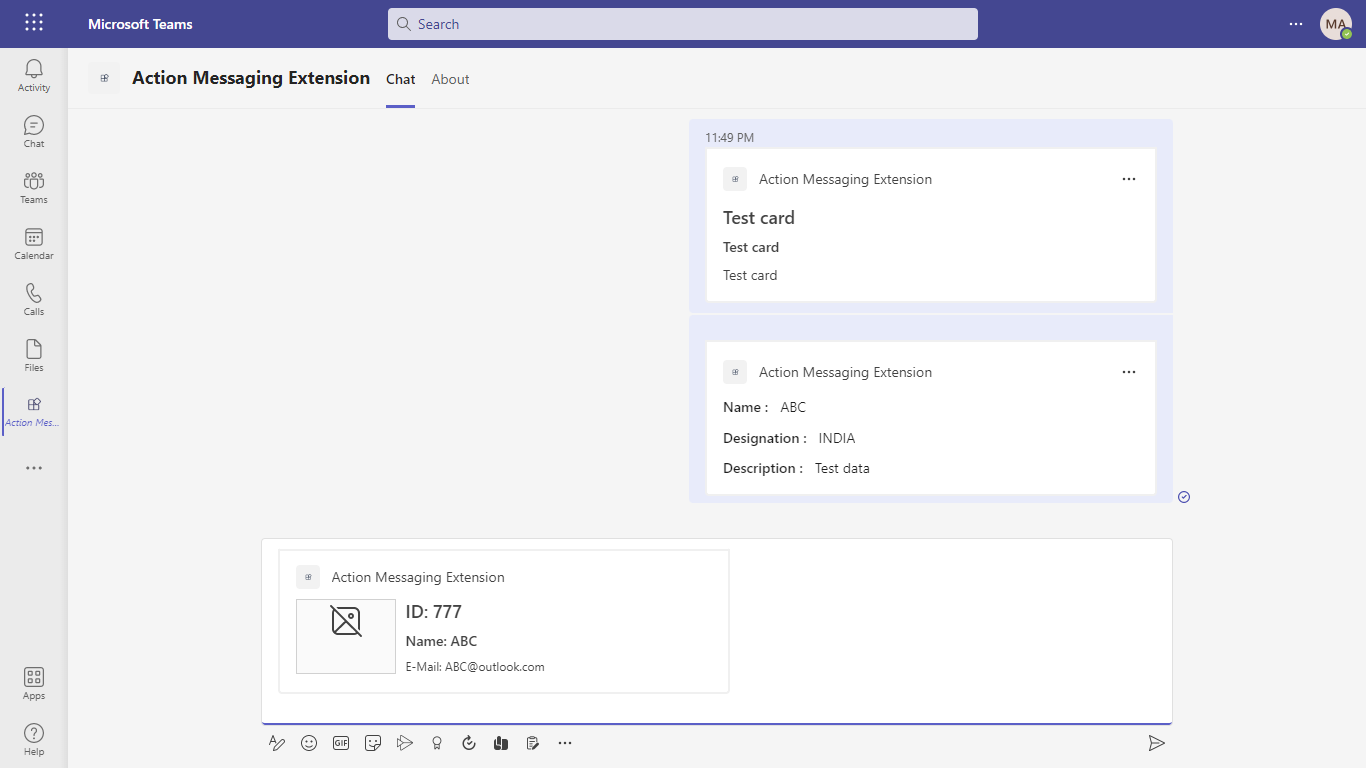 Microsoft Teams
Search
MA
Activity
Chat
Teams
Calendar
Calls
Files
Action Mes...
Apps
Help
Action Messaging Extension
Chat
About
11:49 PM
Action Messaging Extension
Test card
Test card
Test card
Action Messaging Extension
Name : ABC
Designation : INDIA
Description : Test data
Action Messaging Extension
ID: 777
Name: ABC
E-Mail: ABC@outlook.com
GIF